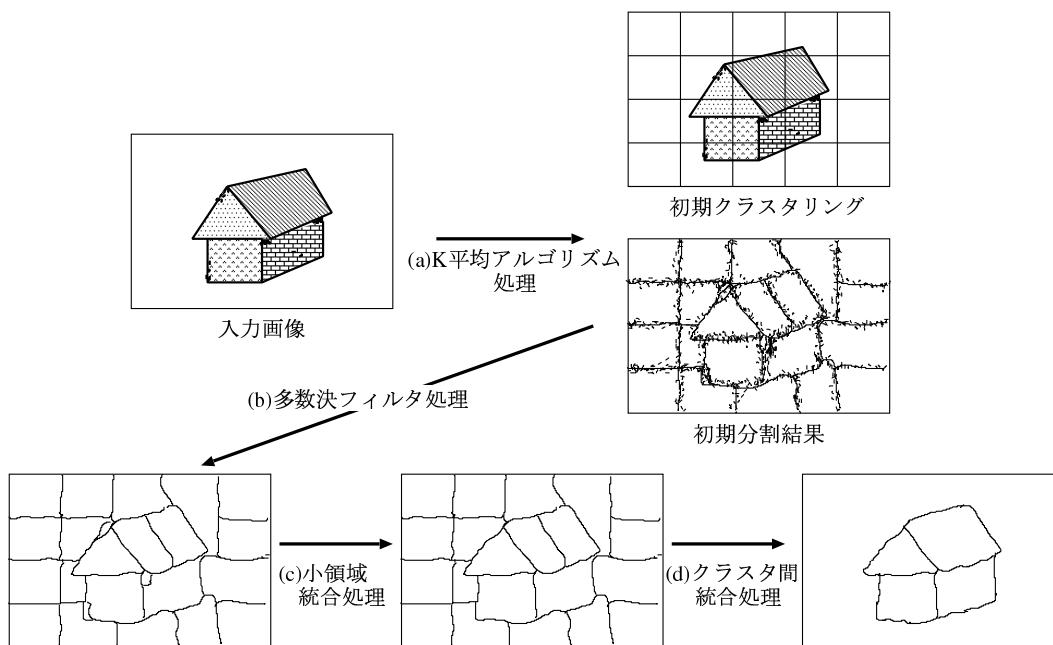 初期クラスタリング
(a)K平均アルゴリズム
処理
入力画像
(b)多数決フィルタ処理
初期分割結果
(c)小領域
統合処理
(d)クラスタ間
統合処理